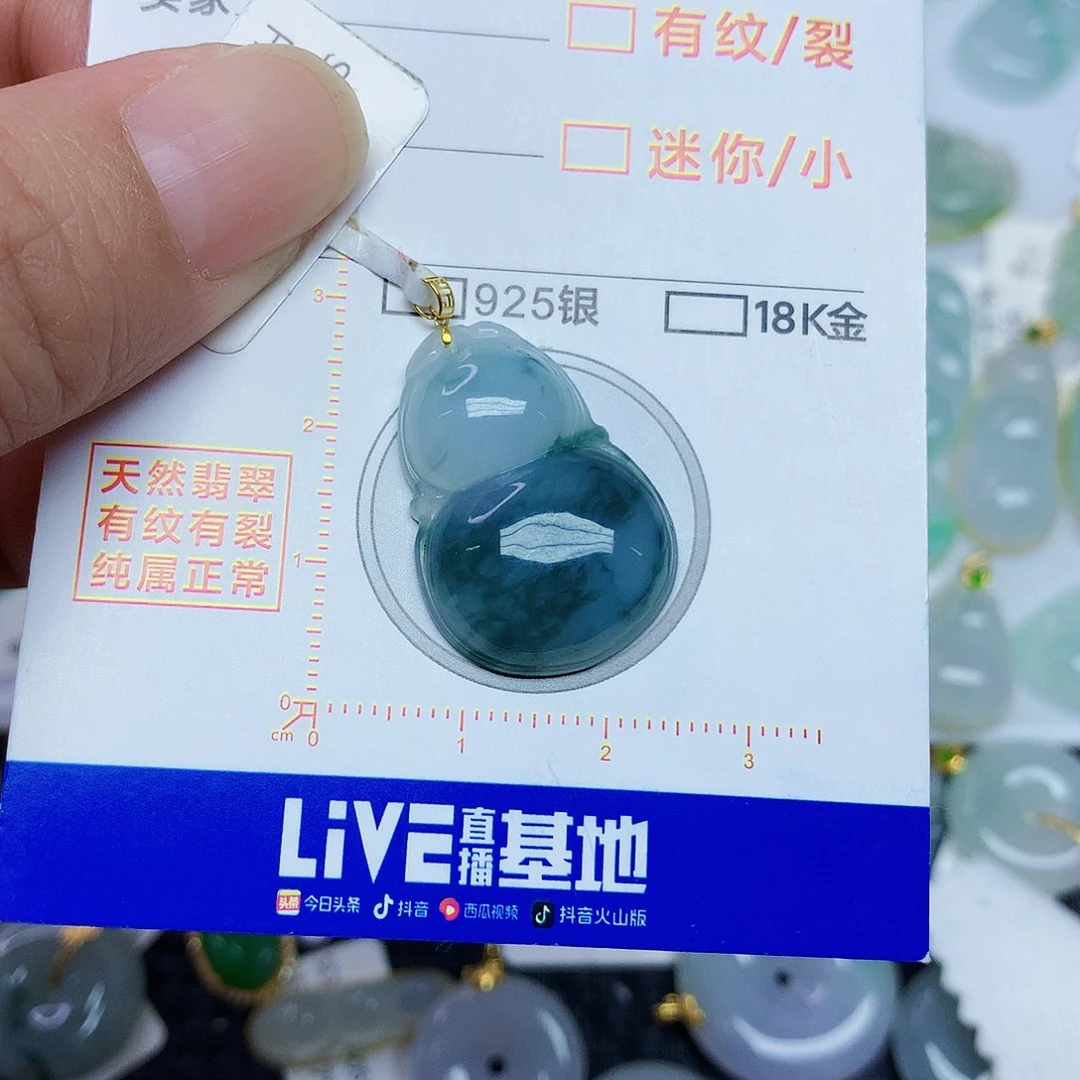 有纹/裂
迷你/小
925银
18K金
3
2
1
0
cm
0
1
2
3
天然翡翠
有纹有裂
纯属正常
LiVE直播基地
头条 今日头条 抖音 西瓜视频 抖音火山版